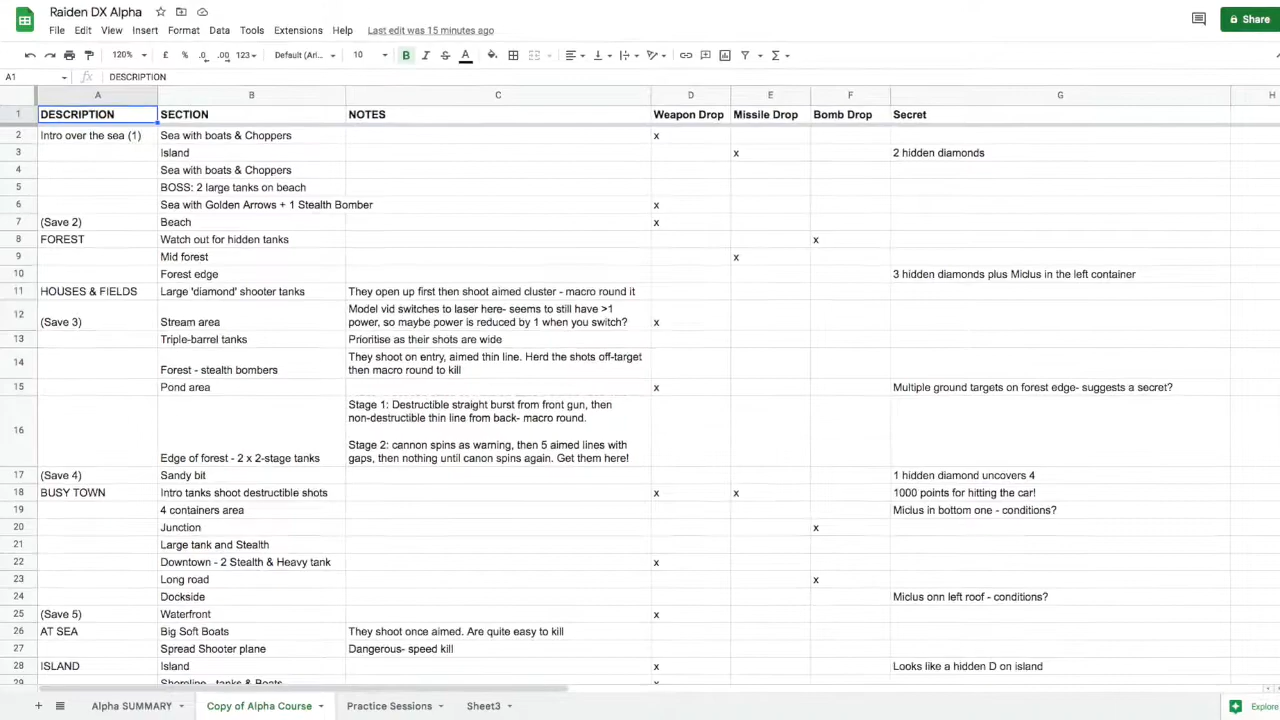 Raiden DX Alpha
File Edit View Insert Format Data Tools Extensions Help Last edit was 15 minutes ago
Share
120% £ % .0 .00 123 Default (Ari... 10 B I S A
A1 fx DESCRIPTION
A B C D E F G H
1 DESCRIPTION SECTION NOTES Weapon Drop Missile Drop Bomb Drop Secret
2 Intro over the sea (1) Sea with boats & Choppers x
3 Island x 2 hidden diamonds
4 Sea with boats & Choppers
5 BOSS: 2 large tanks on beach
6 Sea with Golden Arrows + 1 Stealth Bomber x
7 (Save 2) Beach x
8 FOREST Watch out for hidden tanks x
9 Mid forest x
10 Forest edge 3 hidden diamonds plus Miclus in the left container
11 HOUSES & FIELDS Large 'diamond' shooter tanks They open up first then shoot aimed cluster - macro round it
Model vid switches to laser here- seems to still have >1
12 (Save 3) Stream area power, so maybe power is reduced by 1 when you switch? x
13 Triple-barrel tanks Prioritise as their shots are wide
They shoot on entry, aimed thin line. Herd the shots off-target
14 Forest - stealth bombers then macro round to kill
15 Pond area x Multiple ground targets on forest edge- suggests a secret?
Stage 1: Destructible straight burst from front gun, then
non-destructible thin line from back- macro round.
Stage 2: cannon spins as warning, then 5 aimed lines with
16 Edge of forest - 2 x 2-stage tanks gaps, then nothing until canon spins again. Get them here!
17 (Save 4) Sandy bit 1 hidden diamond uncovers 4
18 BUSY TOWN Intro tanks shoot destructible shots x x 1000 points for hitting the car!
19 4 containers area Miclus in bottom one - conditions?
20 Junction x
21 Large tank and Stealth
22 Downtown - 2 Stealth & Heavy tank x
23 Long road x
24 Dockside Miclus onn left roof - conditions?
25 (Save 5) Waterfront x
26 AT SEA Big Soft Boats They shoot once aimed. Are quite easy to kill
27 Spread Shooter plane Dangerous- speed kill
28 ISLAND Island x Looks like a hidden D on island
29 Shoreline - tanks & Boats x
Alpha SUMMARY Copy of Alpha Course Practice Sessions Sheet3 Explore